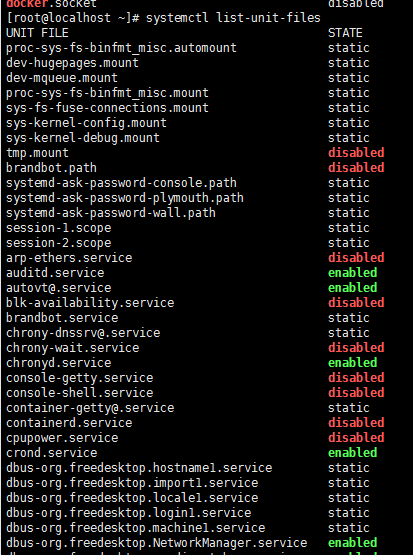 docker.socket disabled
[root@localhost ~]# systemctl list-unit-files
UNIT FILE STATE
proc-sys-fs-binfmt_misc.automount static
dev-hugepages.mount static
dev-mqueue.mount static
proc-sys-fs-binfmt_misc.mount static
sys-fs-fuse-connections.mount static
sys-kernel-config.mount static
sys-kernel-debug.mount static
tmp.mount disabled
brandbot.path disabled
systemd-ask-password-console.path static
systemd-ask-password-plymouth.path static
systemd-ask-password-wall.path static
session-1.scope static
session-2.scope static
arp-ethers.service disabled
auditd.service enabled
autovt@.service enabled
blk-availability.service disabled
brandbot.service static
chrony-dnssrv@.service static
chrony-wait.service disabled
chronyd.service enabled
console-getty.service disabled
console-shell.service disabled
container-getty@.service static
containerd.service disabled
cpupower.service disabled
crond.service enabled
dbus-org.freedesktop.hostname1.service static
dbus-org.freedesktop.import1.service static
dbus-org.freedesktop.locale1.service static
dbus-org.freedesktop.login1.service static
dbus-org.freedesktop.machine1.service static
dbus-org.freedesktop.NetworkManager.service enabled